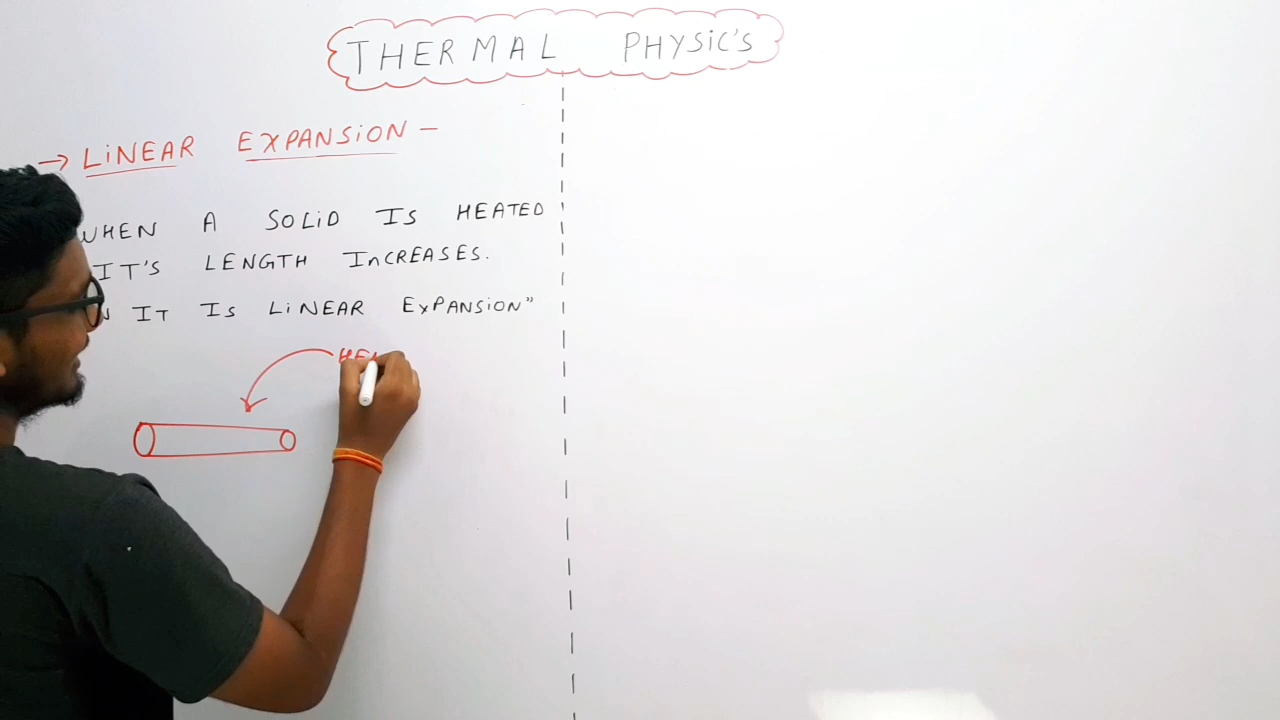 THERMAL PHYSic's
→ LiNEAR EXPANSiON -
WHEN A SOLiD IS HEATED
IT'S LENGTH InCREASES.
IT IS LiNEAR EXPANSiON"